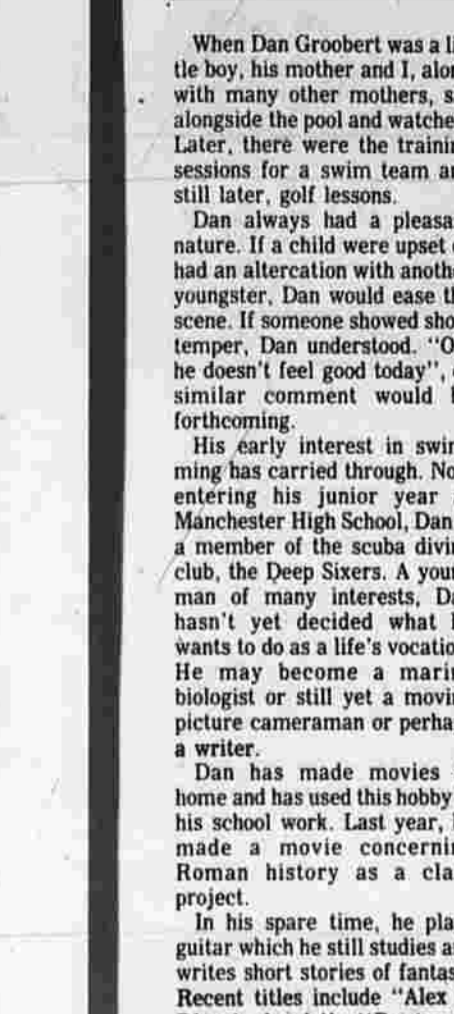 When Dan Groobert was a li
tle boy, his mother and I, alon
with many other mothers, s
alongside the pool and watche
Later, there were the trainin
sessions for a swim team an
still later, golf lessons.
Dan always had a pleasa
nature. If a child were upset o
had an altercation with anothe
youngster, Dan would ease th
scene. If someone showed sho
temper, Dan understood. "O
he doesn't feel good today",
similar comment would
forthcoming.
His early interest in swim
ming has carried through. No
entering his junior year
Manchester High School, Dan
a member of the scuba divin
club, the Deep Sixers. A youn
man of many interests, Da
hasn't yet decided what
wants to do as a life's vocatio
He may become a marin
biologist or still yet a movin
picture cameraman or perha
a writer.
Dan has made movies
home and has used this hobby
his school work. Last year,
made a movie concernin
Roman history as a cla
project.
In his spare time, he pla
guitar which he still studies a
writes short stories of fantas
Recent titles include "Alex